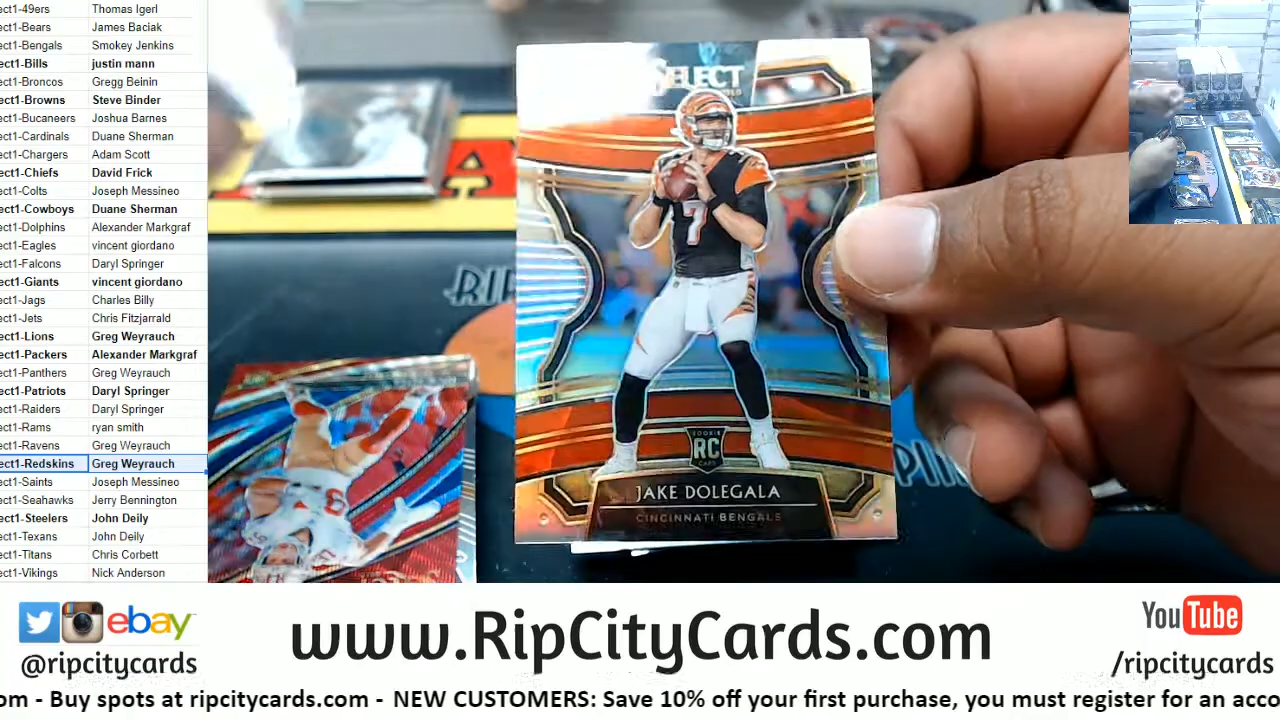 ect1-49ers Thomas Igerl
ect1-Bears James Baciak
ect1-Bengals Smokey Jenkins
ect1-Bills justin mann
ect1-Broncos Gregg Beinin
ect1-Browns Steve Binder
ect1-Bucaneers Joshua Barnes
ect1-Cardinals Duane Sherman
ect1-Chargers Adam Scott
ect1-Chiefs David Frick
ect1-Colts Joseph Messineo
ect1-Cowboys Duane Sherman
ect1-Dolphins Alexander Markgraf
ect1-Eagles vincent giordano
ect1-Falcons Daryl Springer
ect1-Giants vincent giordano
ect1-Jags Charles Billy
ect1-Jets Chris Fitzjarrald
ect1-Lions Greg Weyrauch
ect1-Packers Alexander Markgraf
ect1-Panthers Greg Weyrauch
ect1-Patriots Daryl Springer
ect1-Raiders Daryl Springer
ect1-Rams ryan smith
ect1-Ravens Greg Weyrauch
ect1-Redskins Greg Weyrauch
ect1-Saints Joseph Messineo
ect1-Seahawks Jerry Bennington
ect1-Steelers John Deily
ect1-Texans John Deily
ect1-Titans Chris Corbett
ect1-Vikings Nick Anderson
SELECT
7
ROOKIE
RC
CARD
JAKE DOLEGALA
CINCINNATI BENGALS
RIP
ebay
@ripcitycards
www.RipCityCards.com
YouTube
/ripcitycards
om - Buy spots at ripcitycards.com - NEW CUSTOMERS: Save 10% off your first purchase, you must register for an acco